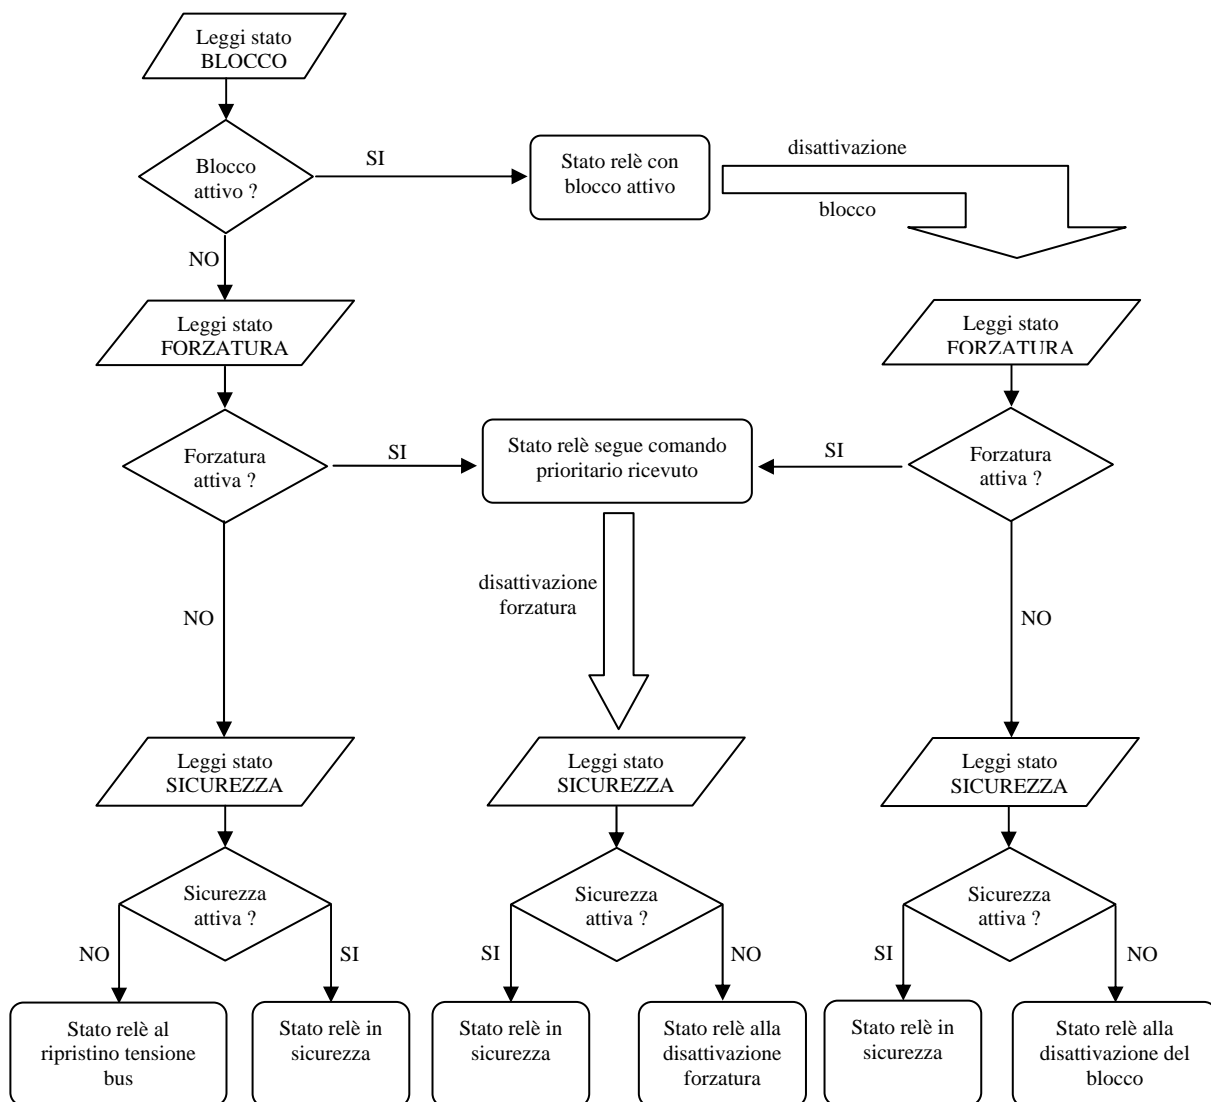 Leggi stato
BLOCCO
Blocco
attivo ?
SI
Stato relè con
blocco attivo
disattivazione
blocco
NO
Leggi stato
FORZATURA
Leggi stato
FORZATURA
Forzatura
attiva ?
SI
Stato relè segue comando
prioritario ricevuto
SI
Forzatura
attiva ?
NO
disattivazione
forzatura
NO
Leggi stato
SICUREZZA
Leggi stato
SICUREZZA
Leggi stato
SICUREZZA
Sicurezza
attiva ?
Sicurezza
attiva ?
Sicurezza
attiva ?
NO
SI
SI
NO
SI
NO
Stato relè al
ripristino tensione
bus
Stato relè in
sicurezza
Stato relè in
sicurezza
Stato relè alla
disattivazione
forzatura
Stato relè in
sicurezza
Stato relè alla
disattivazione del
blocco